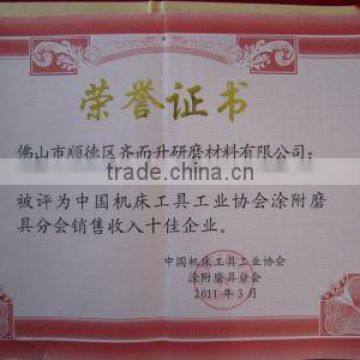 荣誉证书
佛山市顺德区齐而升研磨材料有限公司：
trade.china.cn
被评为中国机床工具工业协会涂附磨
具分会销售收入十佳企业。
中国机床工具工业协会
涂附磨具分会
2011年3月